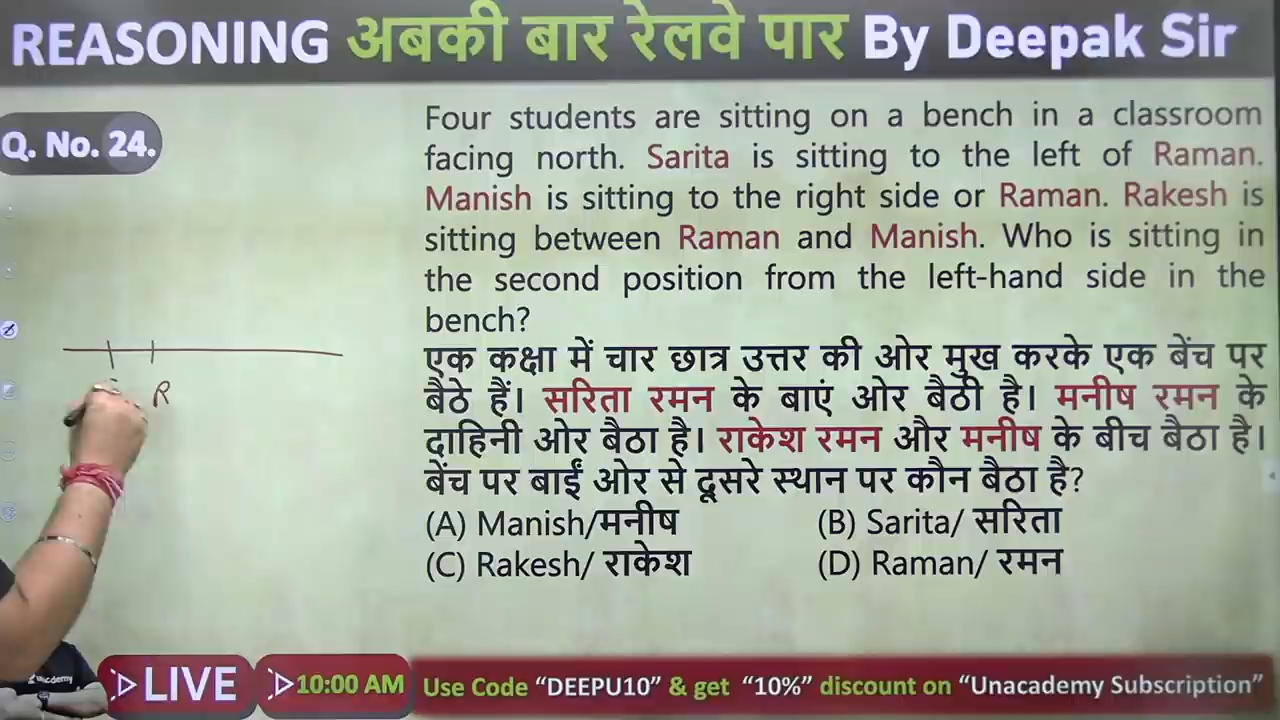 REASONING अबकी बार रेलवे पार By Deepak Sir
Q. No. 24.
Four students are sitting on a bench in a classroom
facing north. Sarita is sitting to the left of Raman.
Manish is sitting to the right side or Raman. Rakesh is
sitting between Raman and Manish. Who is sitting in
the second position from the left-hand side in the
bench?
एक कक्षा में चार छात्र उत्तर की ओर मुख करके एक बेंच पर
बैठे हैं। सरिता रमन के बाएं ओर बैठी है। मनीष रमन के
दाहिनी ओर बैठा है। राकेश रमन और मनीष के बीच बैठा है।
बेंच पर बाईं ओर से दूसरे स्थान पर कौन बैठा है?
(A) Manish/मनीष (B) Sarita/ सरिता
(C) Rakesh/ राकेश (D) Raman/ रमन
R
unacademy
LIVE 10:00 AM Use Code “DEEPU10” & get “10%” discount on “Unacademy Subscription”